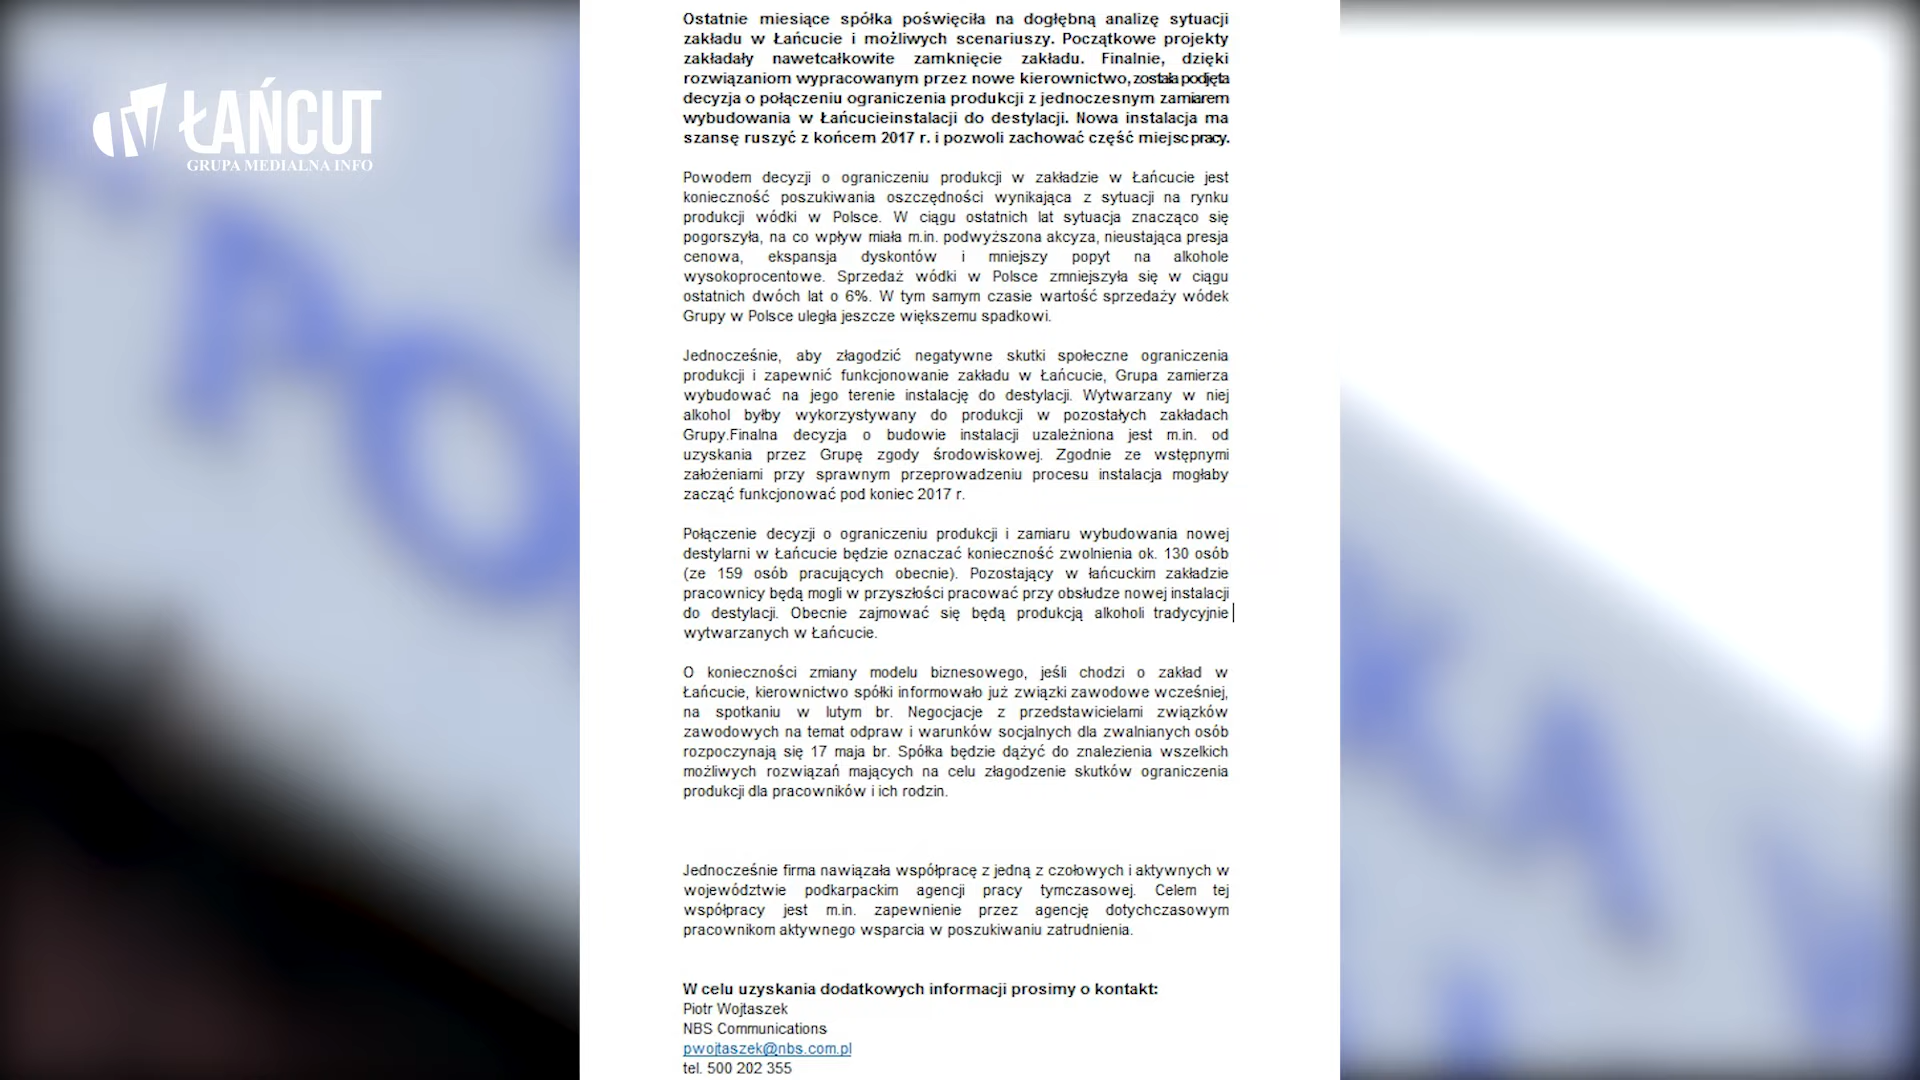 ŁAŃCUT
GRUPA MEDIALNA INFO
Ostatnie miesiące spółka poświęciła na dogłębną analizę sytuacji
zakładu w Łańcucie i możliwych scenariuszy. Początkowe projekty
zakładały nawetcałkowite zamknięcie zakładu. Finalnie, dzięki
rozwiązaniom wypracowanym przez nowe kierownictwo, została podjęta
decyzja o połączeniu ograniczenia produkcji z jednoczesnym zamiarem
wybudowania w Łańcucieinstalacji do destylacji. Nowa instalacja ma
szansę ruszyć z końcem 2017 r. i pozwoli zachować część miejsc pracy.
Powodem decyzji o ograniczeniu produkcji w zakładzie w Łańcucie jest
konieczność poszukiwania oszczędności wynikająca z sytuacji na rynku
produkcji wódki w Polsce. W ciągu ostatnich lat sytuacja znacząco się
pogorszyła, na co wpływ miała m.in. podwyższona akcyza, nieustająca presja
cenowa, ekspansja dyskontów i mniejszy popyt na alkohole
wysokoprocentowe. Sprzedaż wódki w Polsce zmniejszyła się w ciągu
ostatnich dwóch lat o 6%. W tym samym czasie wartość sprzedaży wódek
Grupy w Polsce uległa jeszcze większemu spadkowi.
Jednocześnie, aby złagodzić negatywne skutki społeczne ograniczenia
produkcji i zapewnić funkcjonowanie zakładu w Łańcucie, Grupa zamierza
wybudować na jego terenie instalację do destylacji. Wytwarzany w niej
alkohol byłby wykorzystywany do produkcji w pozostałych zakładach
Grupy.Finalna decyzja o budowie instalacji uzależniona jest m.in. od
uzyskania przez Grupę zgody środowiskowej. Zgodnie ze wstępnymi
założeniami przy sprawnym przeprowadzeniu procesu instalacja mogłaby
zacząć funkcjonować pod koniec 2017 r.
Połączenie decyzji o ograniczeniu produkcji i zamiaru wybudowania nowej
destylarni w Łańcucie będzie oznaczać konieczność zwolnienia ok. 130 osób
(ze 159 osób pracujących obecnie). Pozostający w łańcuckim zakładzie
pracownicy będą mogli w przyszłości pracować przy obsłudze nowej instalacji
do destylacji. Obecnie zajmować się będą produkcją alkoholi tradycyjnie
wytwarzanych w Łańcucie.
O konieczności zmiany modelu biznesowego, jeśli chodzi o zakład w
Łańcucie, kierownictwo spółki informowało już związki zawodowe wcześniej,
na spotkaniu w lutym br. Negocjacje z przedstawicielami związków
zawodowych na temat odpraw i warunków socjalnych dla zwalnianych osób
rozpoczynają się 17 maja br. Spółka będzie dążyć do znalezienia wszelkich
możliwych rozwiązań mających na celu złagodzenie skutków ograniczenia
produkcji dla pracowników i ich rodzin.
Jednocześnie firma nawiązała współpracę z jedną z czołowych i aktywnych w
województwie podkarpackim agencji pracy tymczasowej. Celem tej
współpracy jest m.in. zapewnienie przez agencję dotychczasowym
pracownikom aktywnego wsparcia w poszukiwaniu zatrudnienia.
W celu uzyskania dodatkowych informacji prosimy o kontakt:
Piotr Wojtaszek
NBS Communications
pwojtaszek@nbs.com.pl
tel. 500 202 355